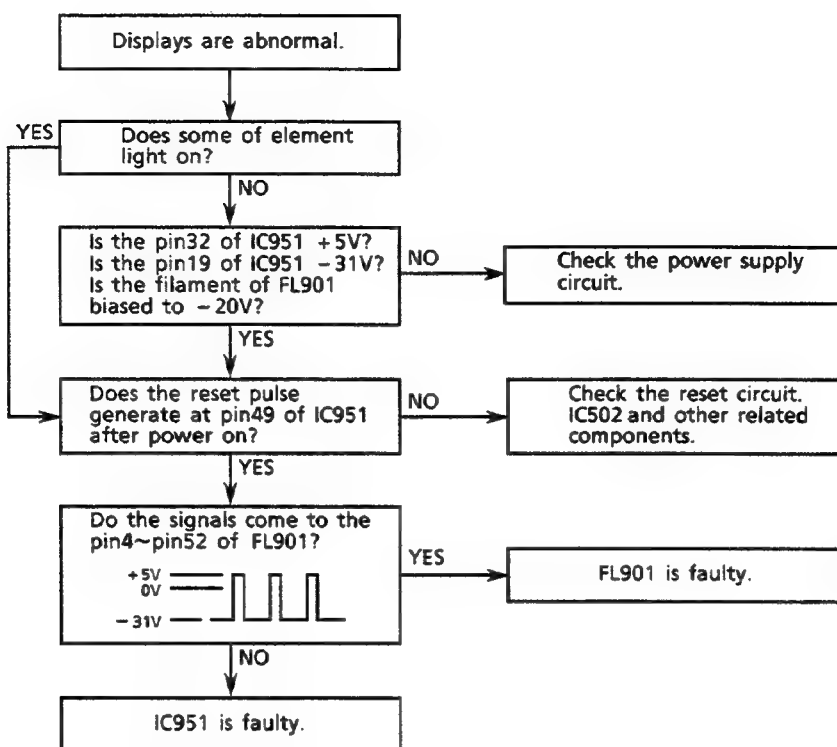 Displays are abnormal.
YES
Does some of element
light on?
NO
Is the pin32 of IC951 +5V?
Is the pin19 of IC951 −31V?
Is the filament of FL901
biased to −20V?
NO
Check the power supply
circuit.
YES
Does the reset pulse
generate at pin49 of IC951
after power on?
NO
Check the reset circuit.
IC502 and other related
components.
YES
Do the signals come to the
pin4~pin52 of FL901?
+5V
0V
−31V
YES
FL901 is faulty.
NO
IC951 is faulty.